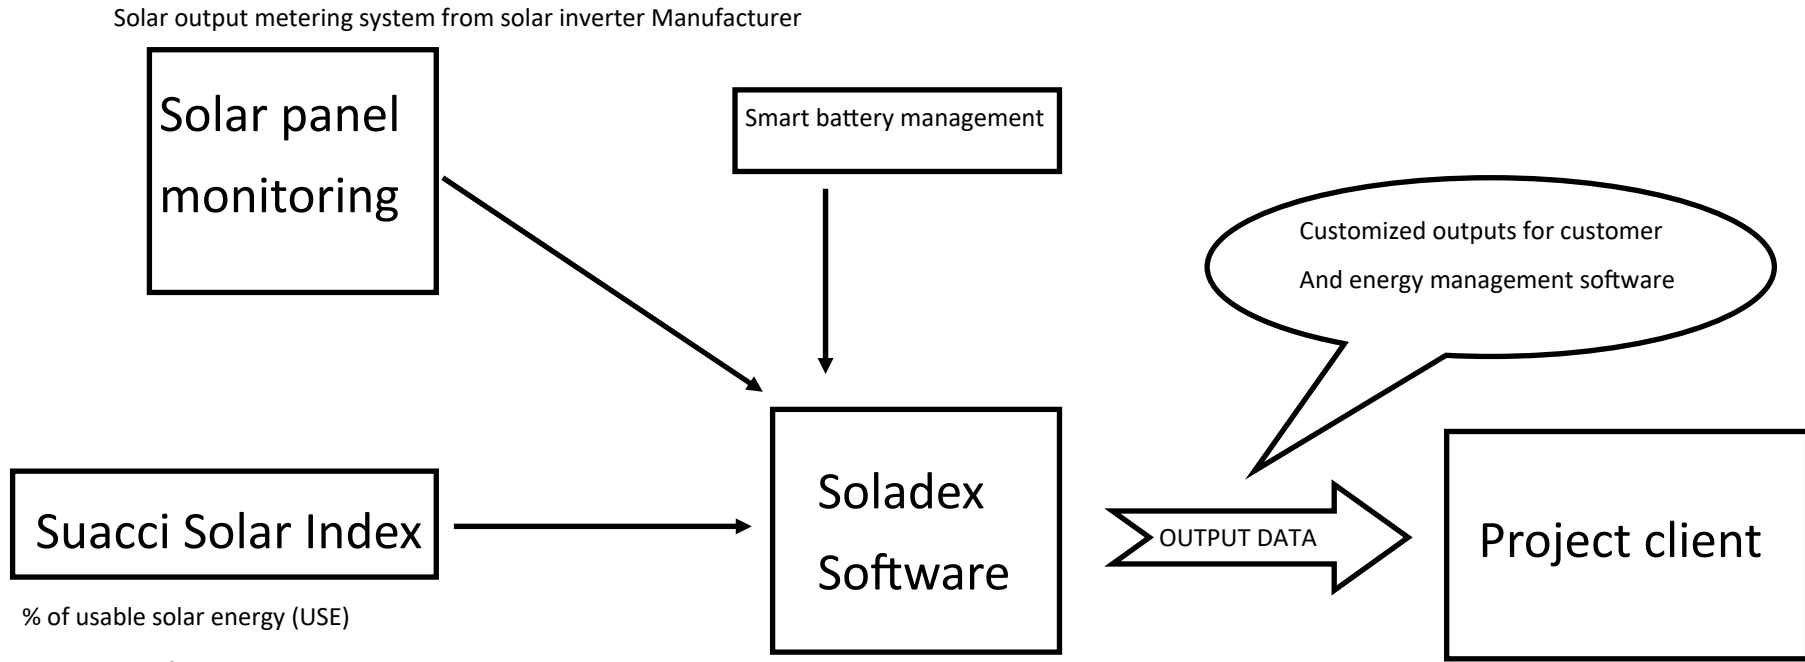 Solar output metering system from solar inverter Manufacturer
Solar panel
monitoring
Smart battery management
Customized outputs for customer
And energy management software
Suacci Solar Index
Soladex
Software
OUTPUT DATA
Project client
% of usable solar energy (USE)